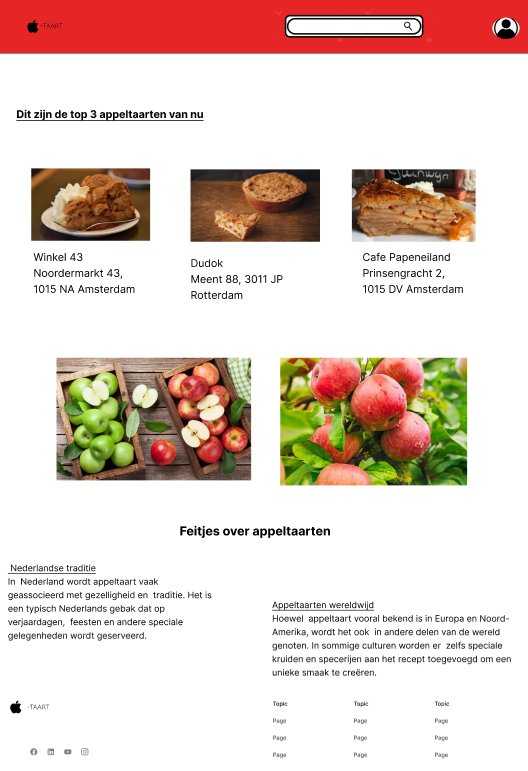 -TAART
Dit zijn de top 3 appeltaarten van nu
Winkel 43
Noordermarkt 43,
1015 NA Amsterdam
Dudok
Meent 88, 3011 JP
Rotterdam
Cafe Papeneiland
Prinsengracht 2,
1015 DV Amsterdam
Feitjes over appeltaarten
Nederlandse traditie
In Nederland wordt appeltaart vaak
geassocieerd met gezelligheid en traditie. Het is
een typisch Nederlands gebak dat op
verjaardagen, feesten en andere speciale
gelegenheden wordt geserveerd.
Appeltaarten wereldwijd
Hoewel appeltaart vooral bekend is in Europa en Noord-
Amerika, wordt het ook in andere delen van de wereld
genoten. In sommige culturen worden er zelfs speciale
kruiden en specerijen aan het recept toegevoegd om een
unieke smaak te creëren.
-TAART
Topic
Page
Page
Page
Topic
Page
Page
Page
Topic
Page
Page
Page